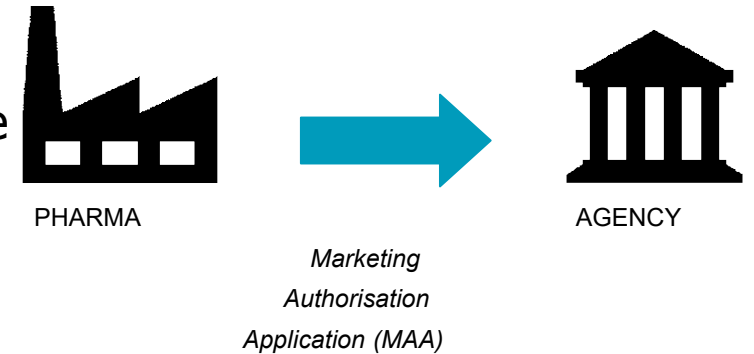 e
PHARMA
AGENCY
Marketing
Authorisation
Application (MAA)